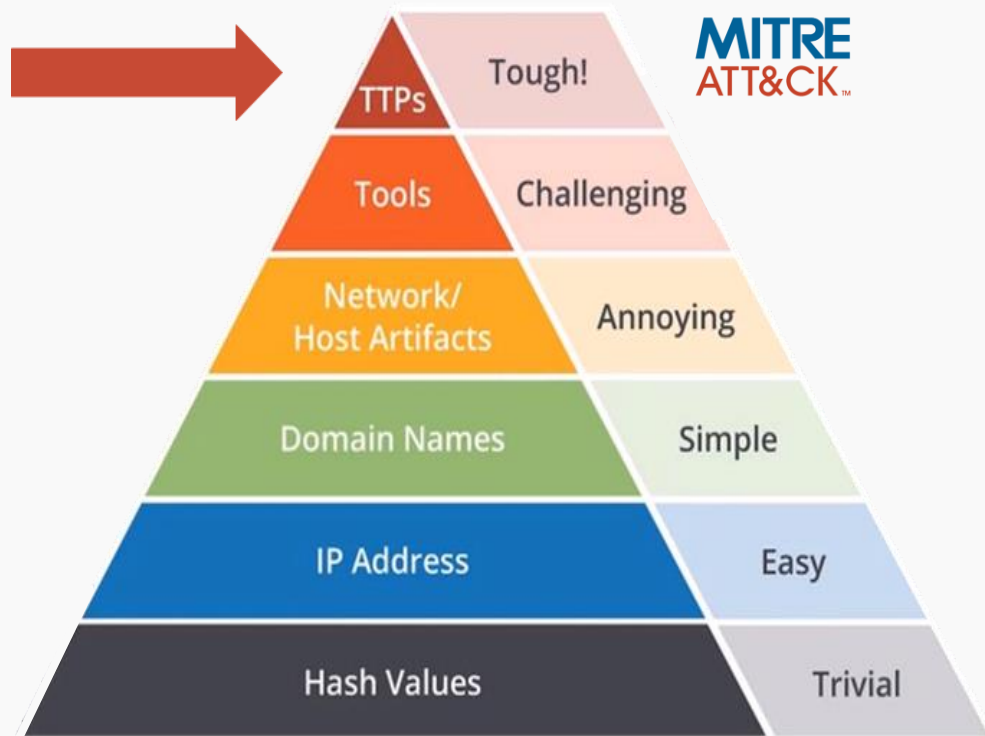 MITRE
ATT&CK™
TTPs
Tough!
Tools
Challenging
Network/
Host Artifacts
Annoying
Domain Names
Simple
IP Address
Easy
Hash Values
Trivial